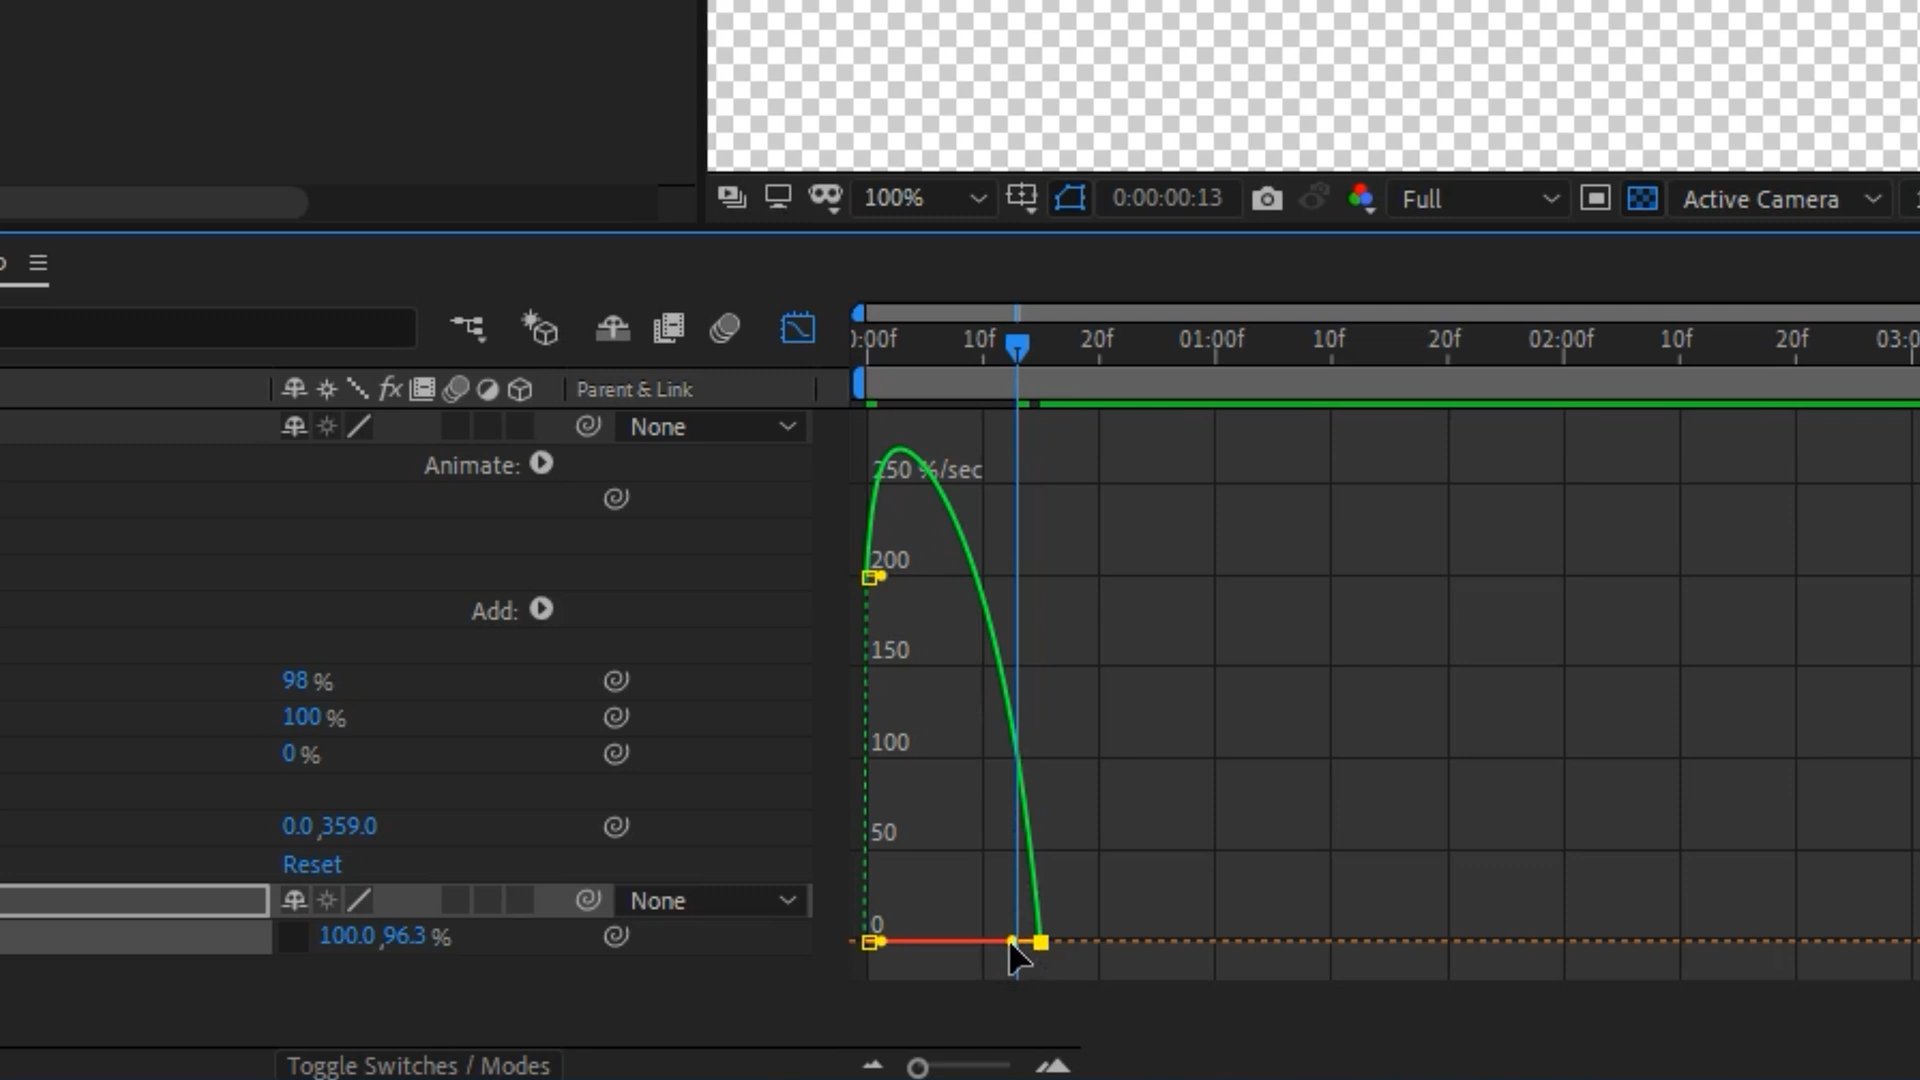 100%
0:00:00:13
Full
Active Camera
0:00f
10f
20f
01:00f
10f
20f
02:00f
10f
20f
03:0
fx
Parent & Link
None
Animate:
250 %/sec
200
Add:
150
98 %
100 %
100
0 %
50
0.0 ,359.0
Reset
None
0
100.0 ,96.3 %
Toggle Switches / Modes